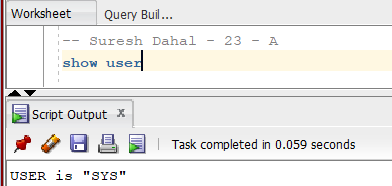 Worksheet Query Buil...
-- Suresh Dahal - 23 - A
show user
Script Output x
Task completed in 0.059 seconds
USER is "SYS"